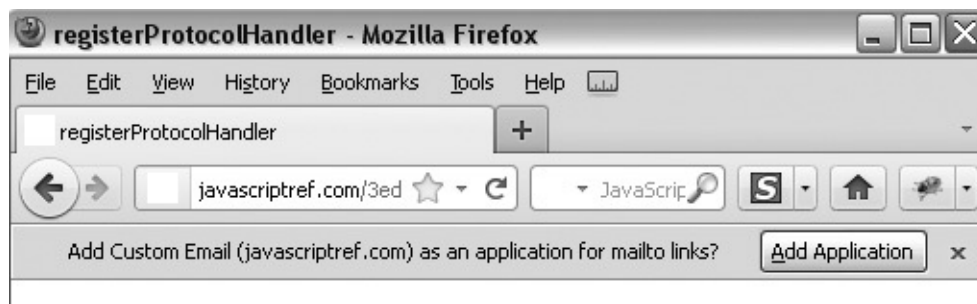 registerProtocolHandler - Mozilla Firefox
File Edit View History Bookmarks Tools Help
registerProtocolHandler +
javascriptref.com/3ed JavaScrip S
Add Custom Email (javascriptref.com) as an application for mailto links? Add Application x